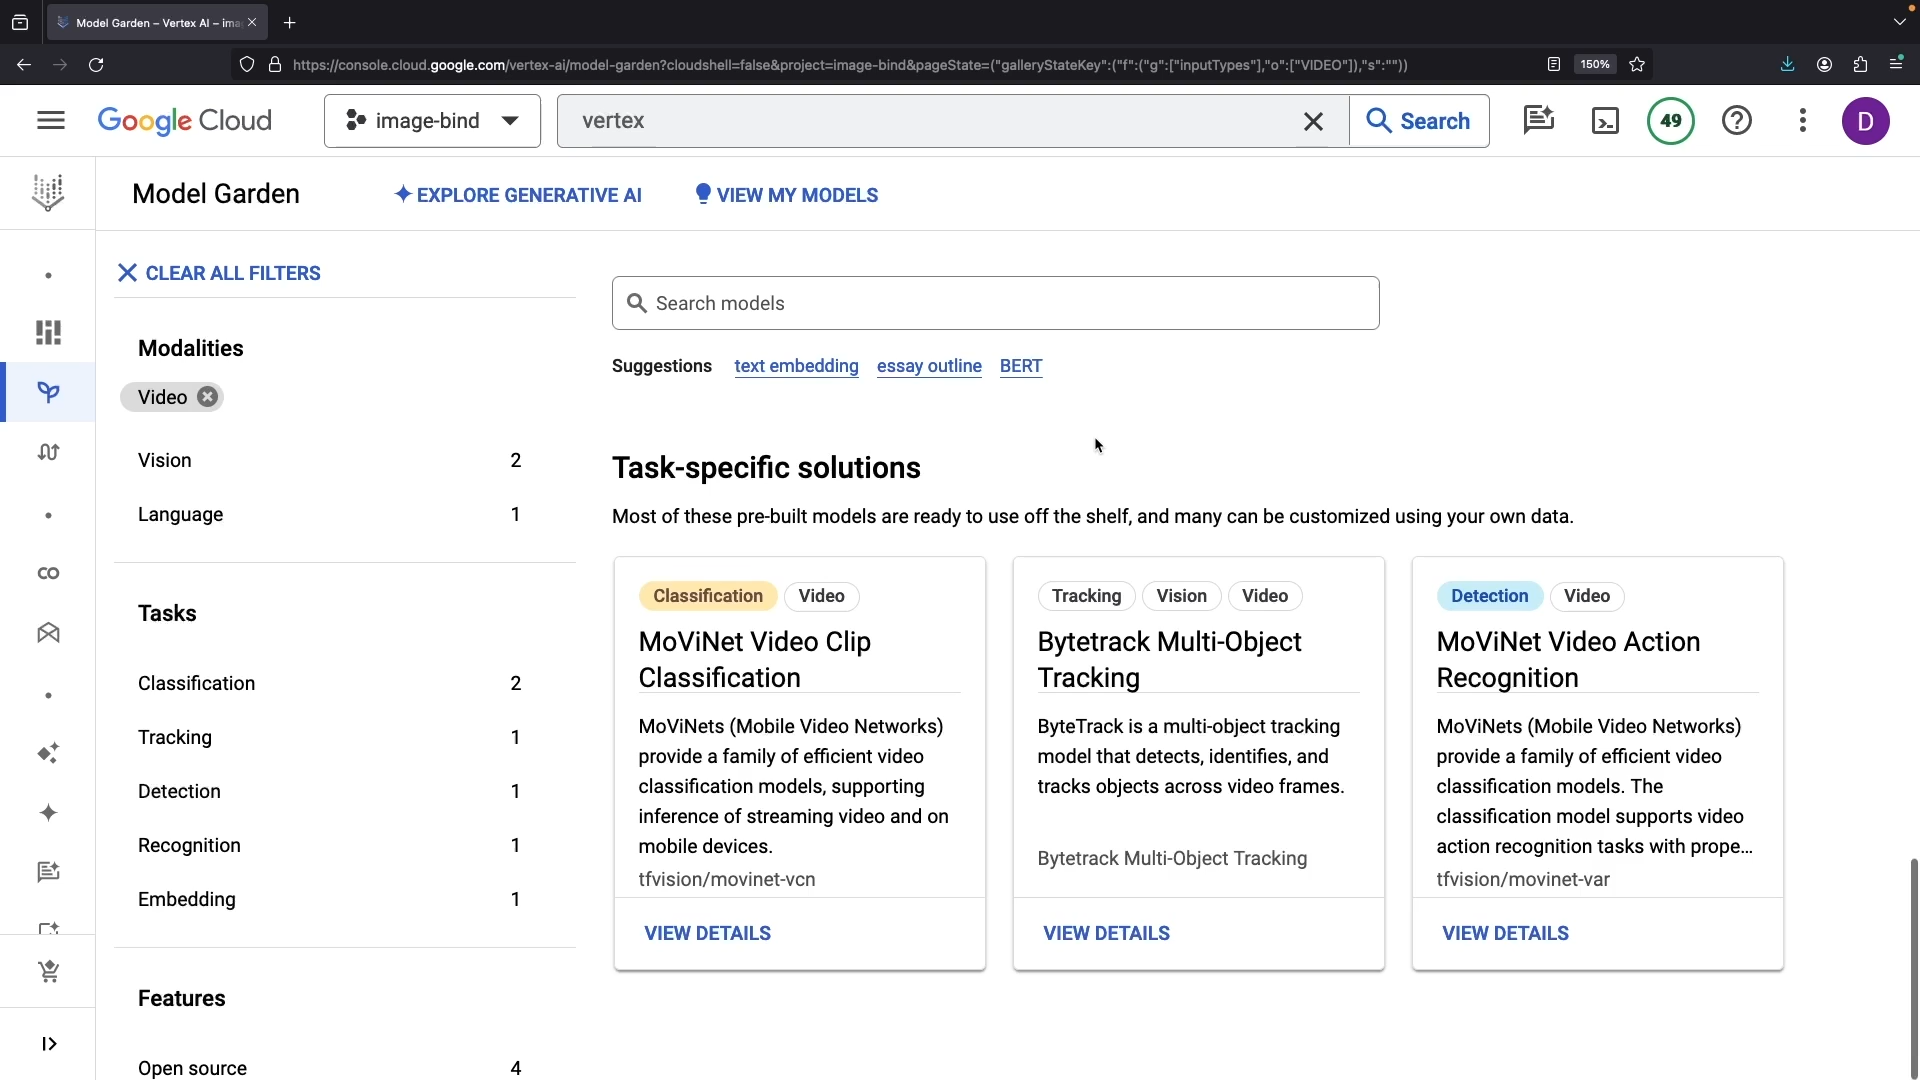 Model Garden – Vertex AI – ima
https://console.cloud.google.com/vertex-ai/model-garden?cloudshell=false&project=image-bind&pageState=("galleryStateKey":("f":("g":["inputTypes"],"o":["VIDEO"]),"s":""))
150%
Google Cloud
image-bind
vertex
Search
49
D
Model Garden
EXPLORE GENERATIVE AI
VIEW MY MODELS
CLEAR ALL FILTERS
Modalities
Video
Vision 2
Language 1
Tasks
Classification 2
Tracking 1
Detection 1
Recognition 1
Embedding 1
Features
Open source 4
Search models
Suggestions text embedding essay outline BERT
Task-specific solutions
Most of these pre-built models are ready to use off the shelf, and many can be customized using your own data.
Classification Video
MoViNet Video Clip
Classification
MoViNets (Mobile Video Networks)
provide a family of efficient video
classification models, supporting
inference of streaming video and on
mobile devices.
tfvision/movinet-vcn
VIEW DETAILS
Tracking Vision Video
Bytetrack Multi-Object
Tracking
ByteTrack is a multi-object tracking
model that detects, identifies, and
tracks objects across video frames.
Bytetrack Multi-Object Tracking
VIEW DETAILS
Detection Video
MoViNet Video Action
Recognition
MoViNets (Mobile Video Networks)
provide a family of efficient video
classification models. The
classification model supports video
action recognition tasks with prope...
tfvision/movinet-var
VIEW DETAILS